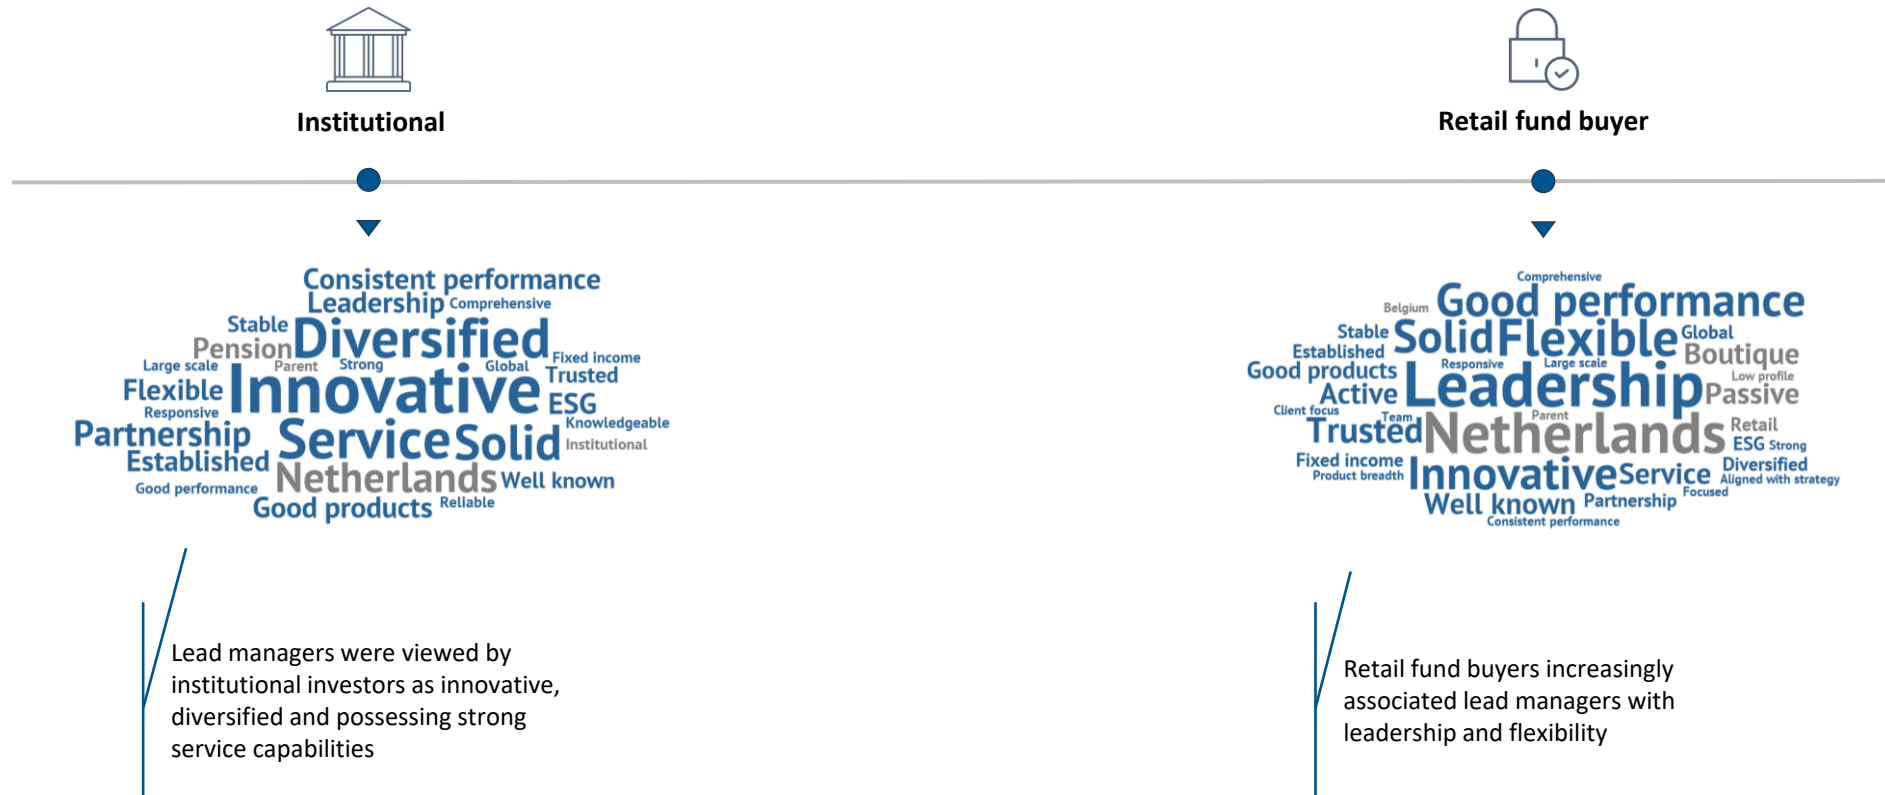 Institutional
Retail fund buyer
Consistent performance
Leadership Comprehensive
Stable Diversified
Pension
Fixed income
Large scale Parent Strong Global Trusted
Flexible Innovative ESG
Responsive
Knowledgeable
Partnership Service Solid Institutional
Established
Netherlands Well known
Good performance
Good products Reliable
Comprehensive
Belgium Good performance
Stable Solid Flexible Global
Established Boutique
Good products Responsive Large scale Low profile
Active Leadership Passive
Client focus Team Parent
Trusted Netherlands Retail
ESG Strong
Fixed income Innovative Service Diversified
Product breadth Aligned with strategy
Well known Partnership Focused
Consistent performance
Lead managers were viewed by
institutional investors as innovative,
diversified and possessing strong
service capabilities
Retail fund buyers increasingly
associated lead managers with
leadership and flexibility